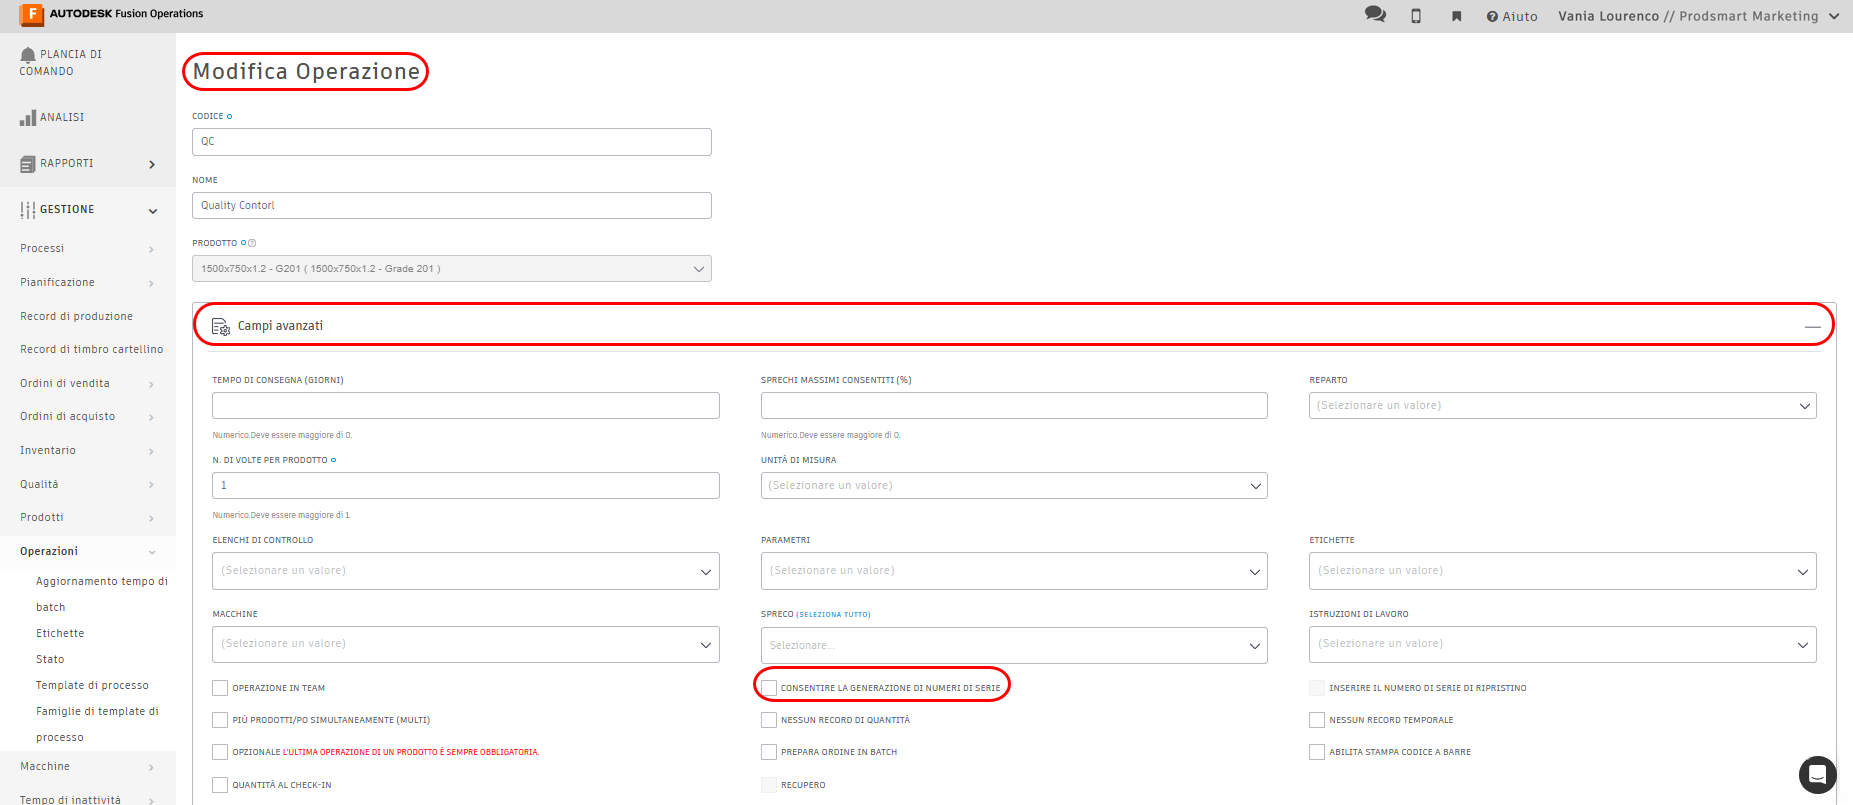 F AUTODESK Fusion Operations
Aiuto
Vania Lourenco // Prodsmart Marketing
PLANCIA DI
COMANDO
ANALISI
RAPPORTI
GESTIONE
Processi
Pianificazione
Record di produzione
Record di timbro cartellino
Ordini di vendita
Ordini di acquisto
Inventario
Qualità
Prodotti
Operazioni
Aggiornamento tempo di
batch
Etichette
Stato
Template di processo
Famiglie di template di
processo
Macchine
Tempo di inattività
Modifica Operazione
CODICE
QC
NOME
Quality Contorl
PRODOTTO
1500x750x1.2 - G201 ( 1500x750x1.2 - Grade 201 )
Campi avanzati
TEMPO DI CONSEGNA (GIORNI)
SPRECHI MASSIMI CONSENTITI (%)
REPARTO
(Selezionare un valore)
Numerico.Deve essere maggiore di 0.
Numerico.Deve essere maggiore di 0.
N. DI VOLTE PER PRODOTTO
UNITÀ DI MISURA
1
(Selezionare un valore)
Numerico.Deve essere maggiore di 1.
ELENCHI DI CONTROLLO
PARAMETRI
ETICHETTE
(Selezionare un valore)
(Selezionare un valore)
(Selezionare un valore)
MACCHINE
SPRECO (SELEZIONA TUTTO)
ISTRUZIONI DI LAVORO
(Selezionare un valore)
Selezionare...
(Selezionare un valore)
OPERAZIONE IN TEAM
CONSENTIRE LA GENERAZIONE DI NUMERI DI SERIE
INSERIRE IL NUMERO DI SERIE DI RIPRISTINO
PIÙ PRODOTTI/PO SIMULTANEAMENTE (MULTI)
NESSUN RECORD DI QUANTITÀ
NESSUN RECORD TEMPORALE
OPZIONALE L'ULTIMA OPERAZIONE DI UN PRODOTTO È SEMPRE OBBLIGATORIA.
PREPARA ORDINE IN BATCH
ABILITA STAMPA CODICE A BARRE
QUANTITÀ AL CHECK-IN
RECUPERO